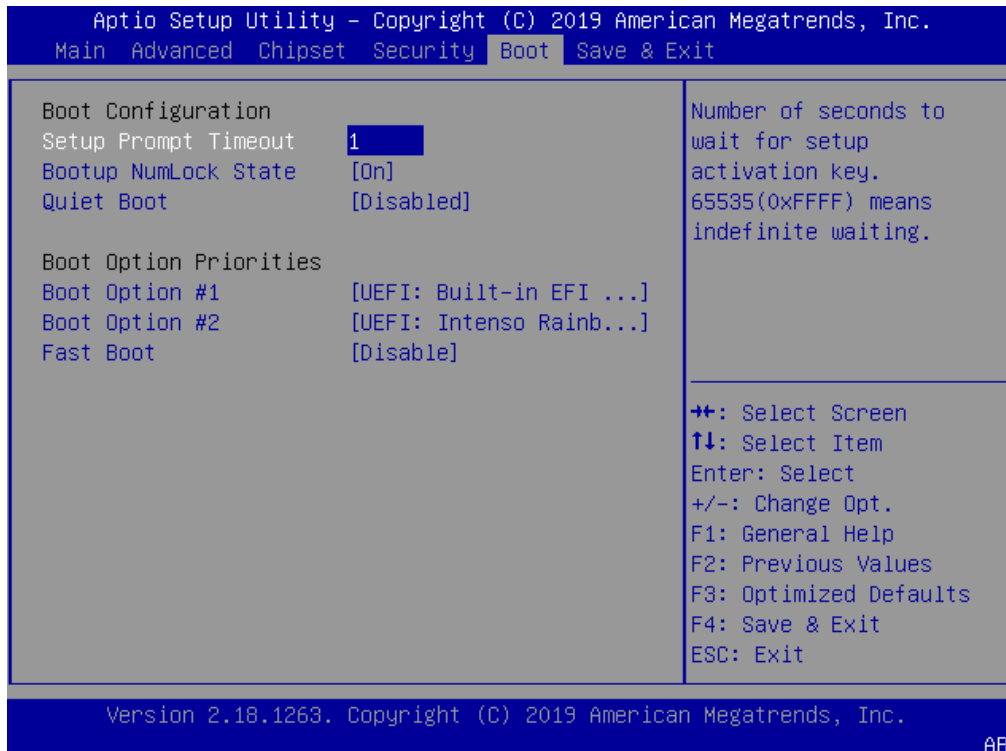 Aptio Setup Utility – Copyright (C) 2019 American Megatrends, Inc.
Main Advanced Chipset Security Boot Save & Exit
Boot Configuration
Setup Prompt Timeout 1
Bootup NumLock State [On]
Quiet Boot [Disabled]
Boot Option Priorities
Boot Option #1 [UEFI: Built-in EFI ...]
Boot Option #2 [UEFI: Intenso Rainb...]
Fast Boot [Disable]
Number of seconds to
wait for setup
activation key.
65535(0xFFFF) means
indefinite waiting.
→←: Select Screen
↑↓: Select Item
Enter: Select
+/-: Change Opt.
F1: General Help
F2: Previous Values
F3: Optimized Defaults
F4: Save & Exit
ESC: Exit
Version 2.18.1263. Copyright (C) 2019 American Megatrends, Inc.